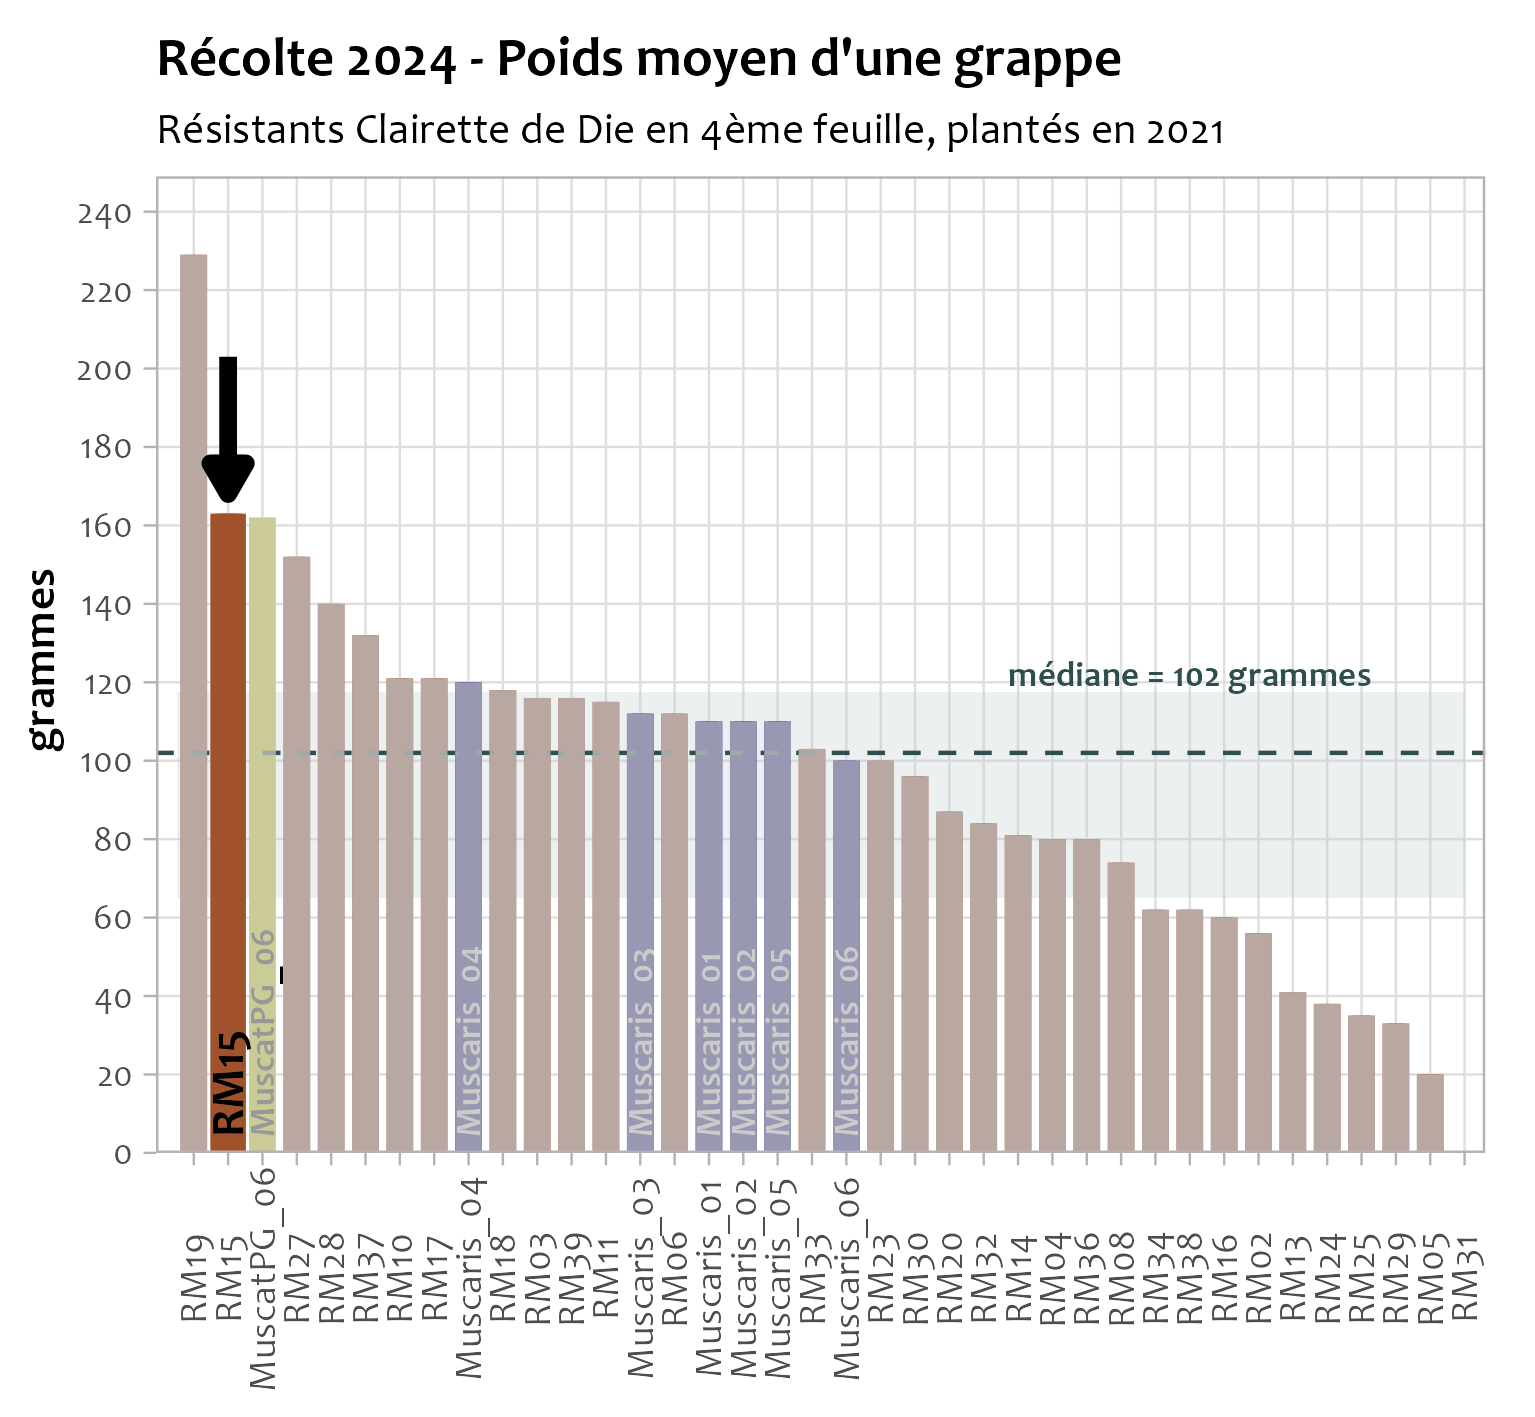 Récolte 2024 - Poids moyen d'une grappe
Résistants Clairette de Die en 4ème feuille, plantés en 2021
grammes
240
220
200
180
160
140
120
100
80
60
40
20
0
médiane = 102 grammes
RM15
MuscatPG_06
Muscaris_04
Muscaris_03
Muscaris_01
Muscaris_02
Muscaris_05
Muscaris_06
RM19
RM15
MuscatPG_06
RM27
RM28
RM37
RM10
RM17
Muscaris_04
RM18
RM03
RM39
RM11
Muscaris_03
RM06
Muscaris_01
Muscaris_02
Muscaris_05
RM33
Muscaris_06
RM23
RM30
RM20
RM32
RM14
RM04
RM36
RM08
RM34
RM38
RM16
RM02
RM13
RM24
RM25
RM29
RM05
RM31